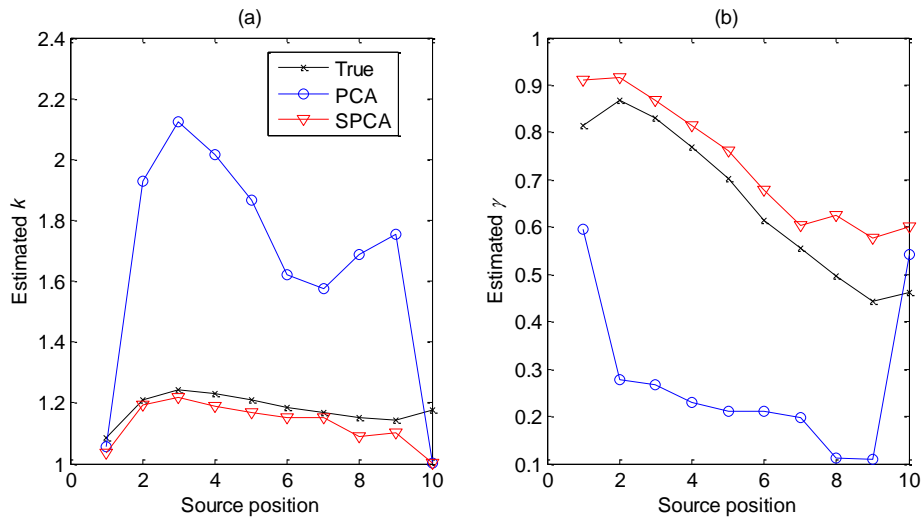 (a)
2.4
2.2
2
1.8
1.6
1.4
1.2
1
0 2 4 6 8 10
Estimated k
Source position
True
PCA
SPCA
(b)
1
0.9
0.8
0.7
0.6
0.5
0.4
0.3
0.2
0.1
0 2 4 6 8 10
Estimated γ
Source position